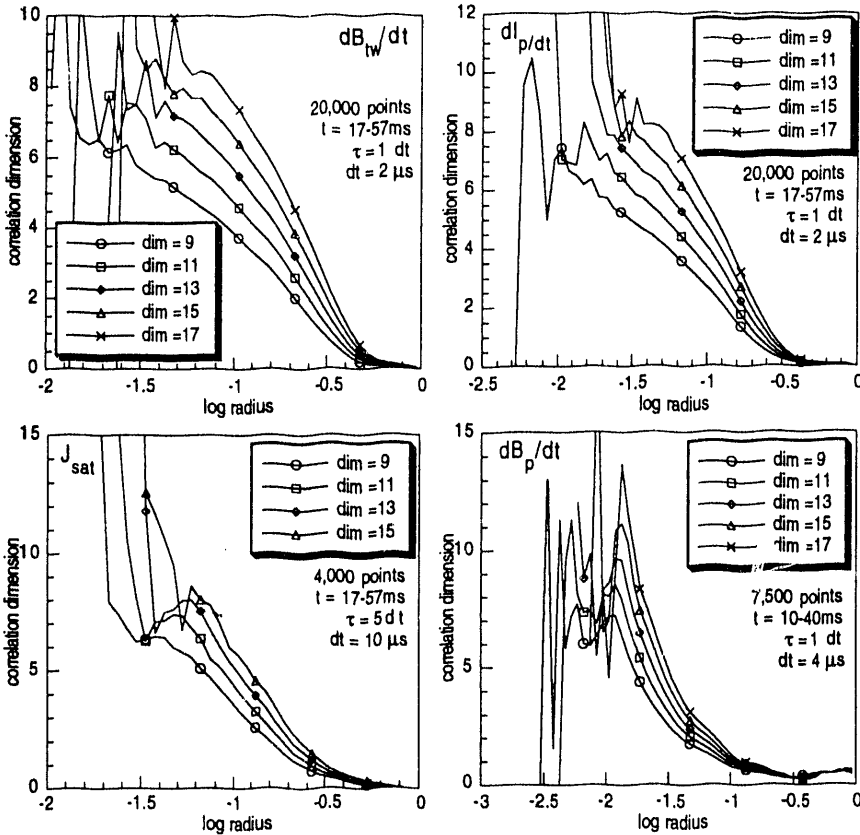 10
8
6
4
2
0
correlation dimension
dB_tw/dt
20,000 points
t = 17-57ms
τ = 1 dt
dt = 2 µs
dim = 9
dim =11
dim =13
dim =15
dim =17
-2
-1.5
-1
-0.5
0
log radius
12
10
8
6
4
2
0
correlation dimension
dI_p/dt
dim = 9
dim = 11
dim = 13
dim = 15
dim = 17
20,000 points
t = 17-57ms
τ = 1 dt
dt = 2 µs
-2.5
-2
-1.5
-1
-0.5
0
log radius
15
10
5
0
correlation dimension
J_sat
dim = 9
dim =11
dim =13
dim =15
4,000 points
t = 17-57ms
τ = 5 dt
dt = 10 µs
-2
-1.5
-1
-0.5
0
log radius
15
10
5
0
correlation dimension
dB_p/dt
dim = 9
dim =11
dim =13
dim =15
dim =17
7,500 points
t = 10-40ms
τ = 1 dt
dt = 4 µs
-3
-2.5
-2
-1.5
-1
-0.5
0
log radius